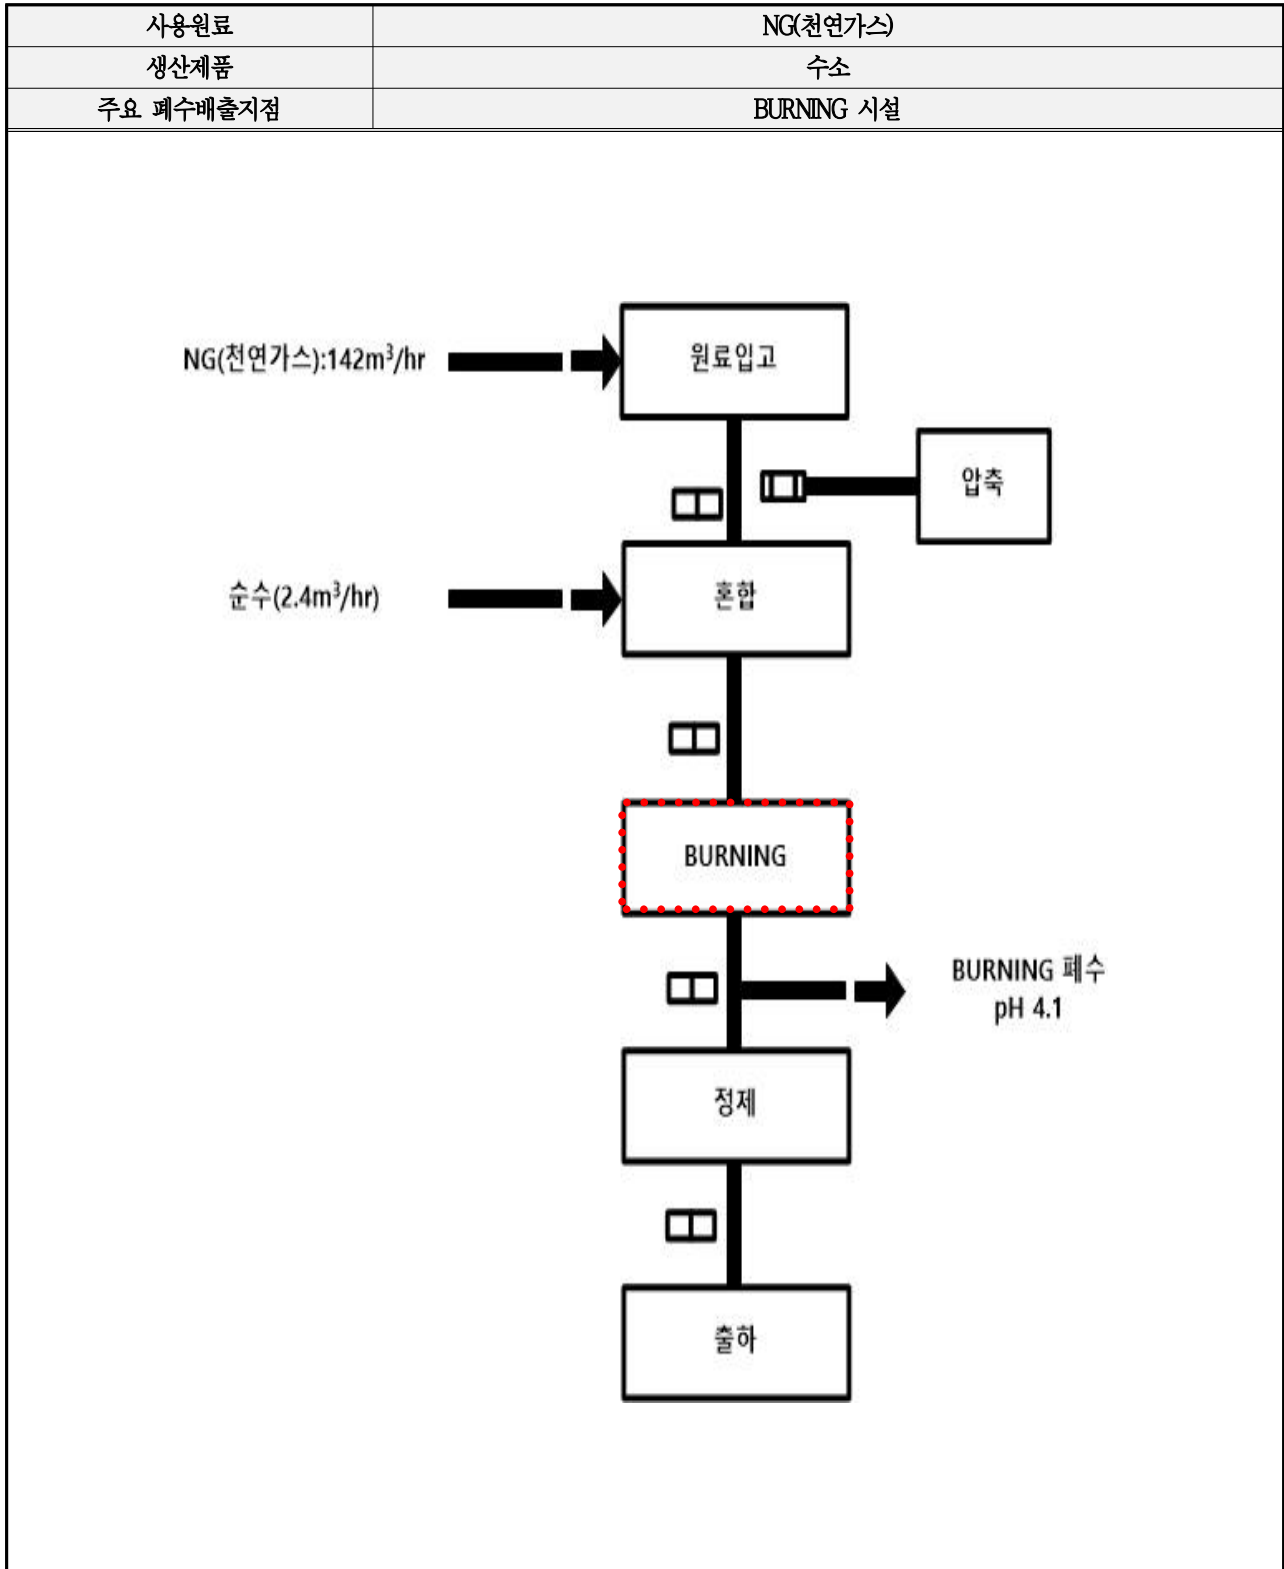 사용원료 NG(천연가스)
생산제품 수소
주요 폐수배출지점 BURNING 시설
NG(천연가스):142m³/hr
원료입고
압축
순수(2.4m³/hr)
혼합
BURNING
BURNING 폐수
pH 4.1
정제
출하